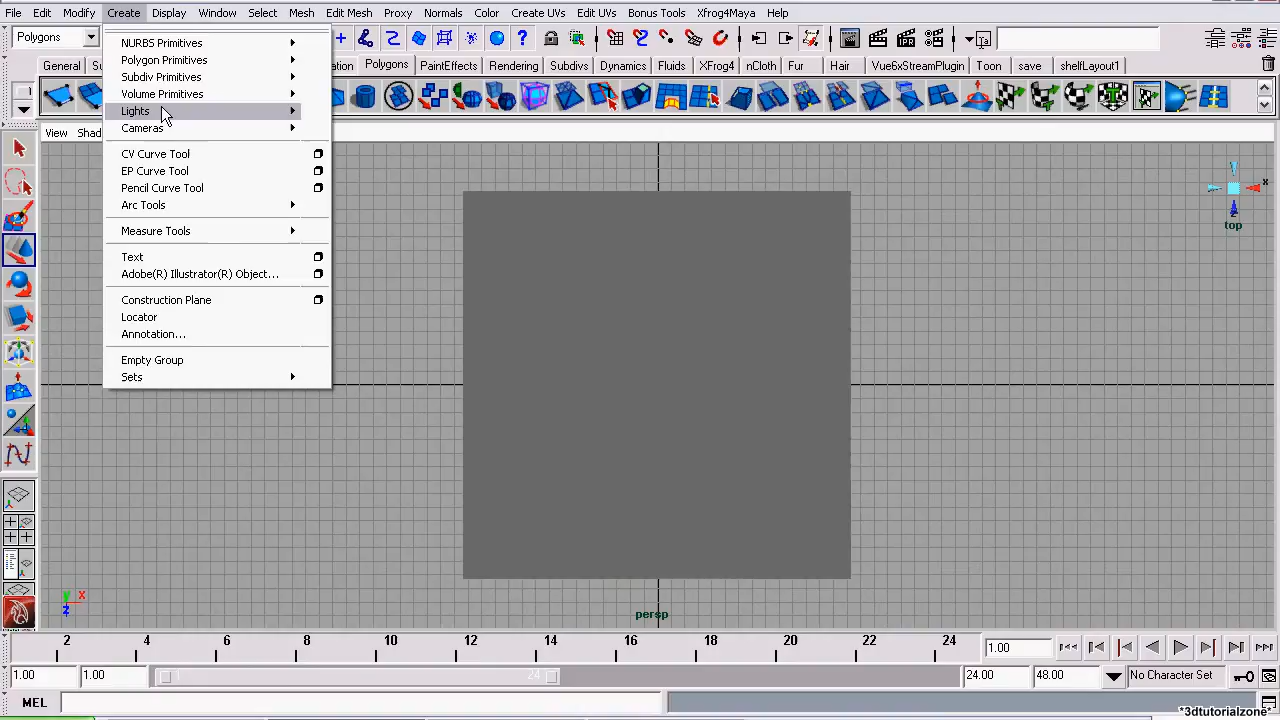 File Edit Modify Create Display Window Select Mesh Edit Mesh Proxy Normals Color Create UVs Edit UVs Bonus Tools Xfrog4Maya Help
Polygons
General Polygons PaintEffects Rendering Subdivs Dynamics Fluids XFrog4 nCloth Fur Hair Vue6xStreamPlugin Toon save shelfLayout1
View
NURBS Primitives
Polygon Primitives
Subdiv Primitives
Volume Primitives
Lights
Cameras
CV Curve Tool
EP Curve Tool
Pencil Curve Tool
Arc Tools
Measure Tools
Text
Adobe(R) Illustrator(R) Object...
Construction Plane
Locator
Annotation...
Empty Group
Sets
x
top
y x
z
persp
2 4 6 8 10 12 14 16 18 20 22 24
1.00
1.00 1.00 1 24 24.00 48.00 No Character Set
MEL
*3dtutorialzone*